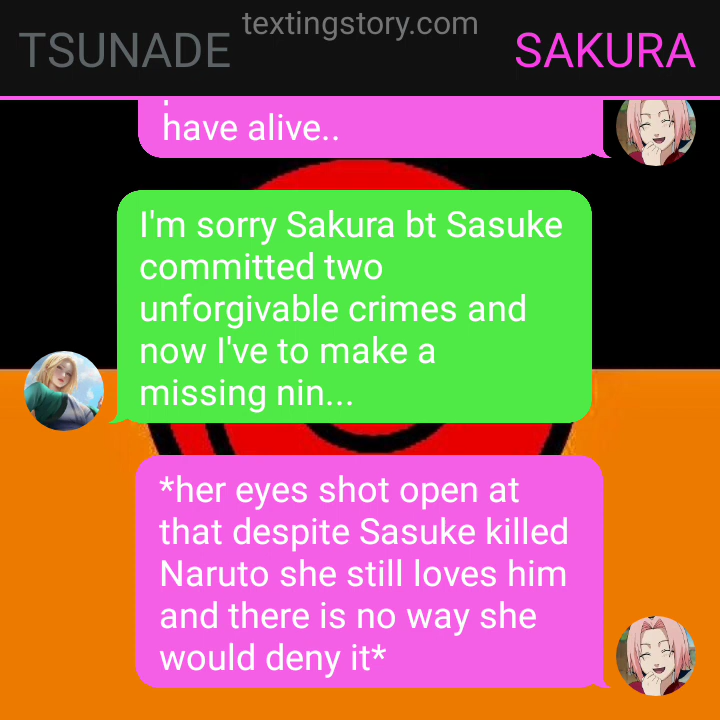 textingstory.com
TSUNADE
SAKURA
have alive..
I'm sorry Sakura bt Sasuke
committed two
unforgivable crimes and
now I've to make a
missing nin...
*her eyes shot open at
that despite Sasuke killed
Naruto she still loves him
and there is no way she
would deny it*